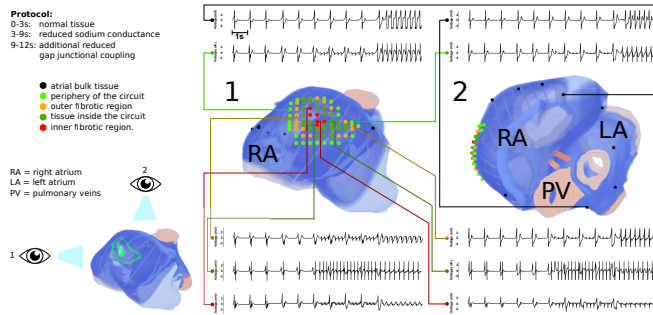 Protocol:
0-3s: normal tissue
3-9s: reduced sodium conductance
9-12s: additional reduced
gap junctional coupling
atrial bulk tissue
periphery of the circuit
outer fibrotic region
tissue inside the circuit
inner fibrotic region.
RA = right atrium
LA = left atrium
PV = pulmonary veins
2
1
1s
1
RA
2
RA
LA
PV